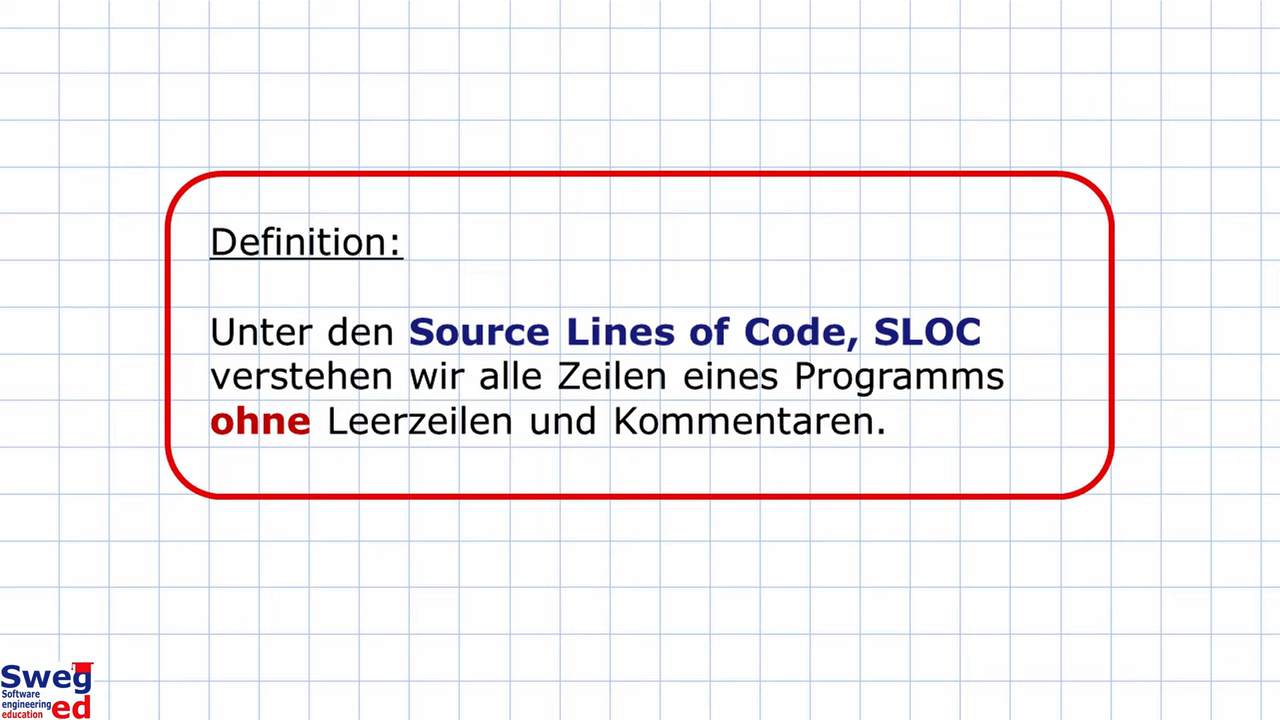 Definition:
Unter den Source Lines of Code, SLOC
verstehen wir alle Zeilen eines Programms
ohne Leerzeilen und Kommentaren.
Sweg
Software
engineering
education
ed